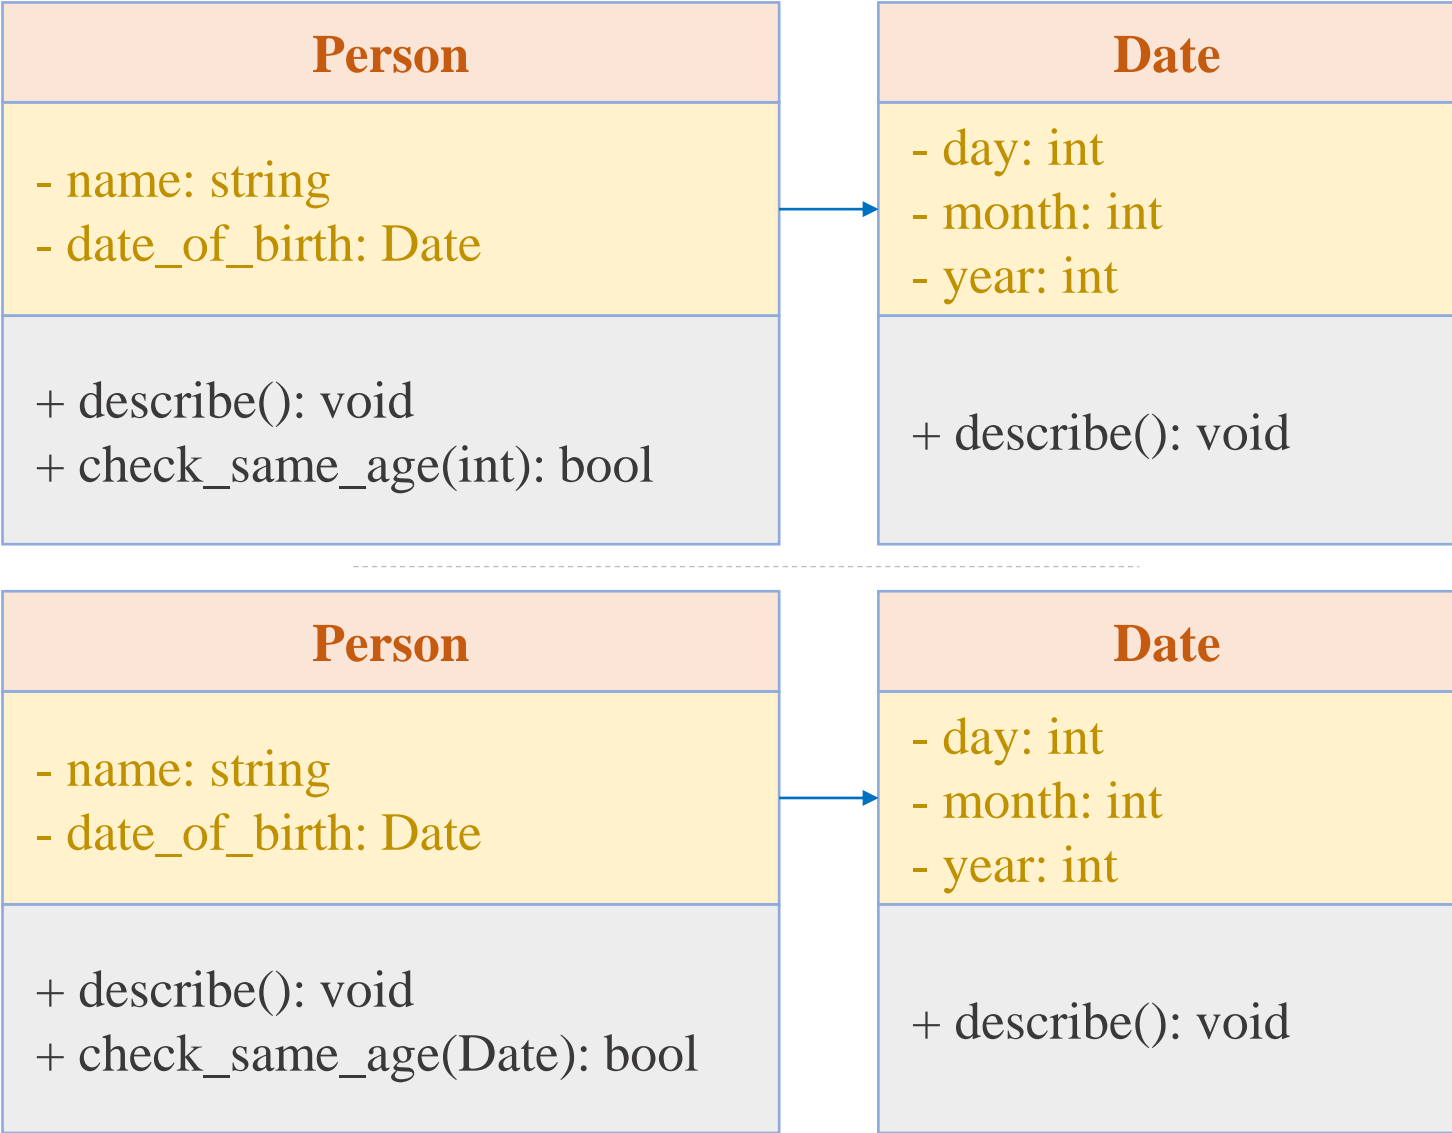 Person
- name: string
- date_of_birth: Date
+ describe(): void
+ check_same_age(int): bool
Date
- day: int
- month: int
- year: int
+ describe(): void
Person
- name: string
- date_of_birth: Date
+ describe(): void
+ check_same_age(Date): bool
Date
- day: int
- month: int
- year: int
+ describe(): void